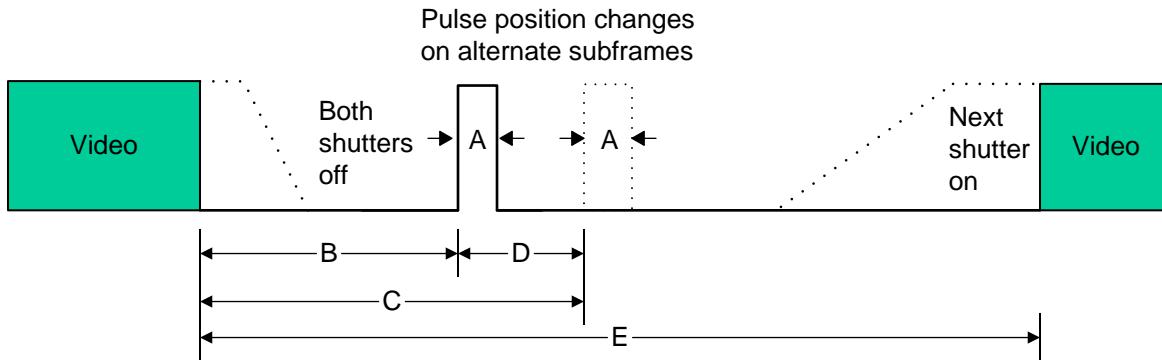 Pulse position changes
on alternate subframes
Video
Both
shutters
off
A
A
Next
shutter
on
Video
B
D
C
E